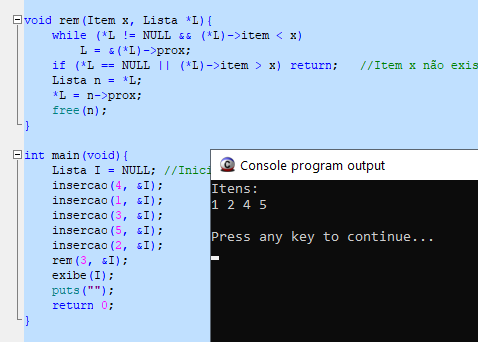 void rem(Item x, Lista *L){
while (*L != NULL && (*L)->item < x)
L = &(*L)->prox;
if (*L == NULL || (*L)->item > x) return; //Item x não exis
Lista n = *L;
*L = n->prox;
free(n);
}
int main(void){
Lista I = NULL; //Inici
insercao(4, &I);
insercao(1, &I);
insercao(3, &I);
insercao(5, &I);
insercao(2, &I);
rem(3, &I);
exibe(I);
puts("");
return 0;
}
Console program output
Itens:
1 2 4 5
Press any key to continue...